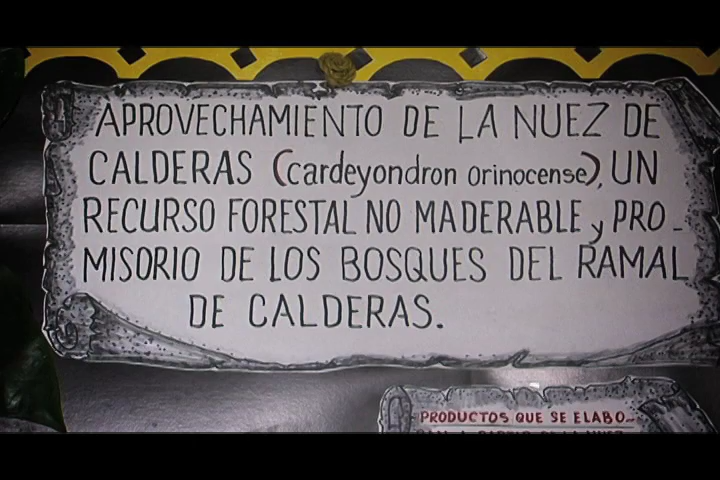 APROVECHAMIENTO DE LA NUEZ DE
CALDERAS (cardeyondron orinocense), UN
RECURSO FORESTAL NO MADERABLE y PRO-
MISORIO DE LOS BOSQUES DEL RAMAL
DE CALDERAS.
PRODUCTOS QUE SE ELABO-